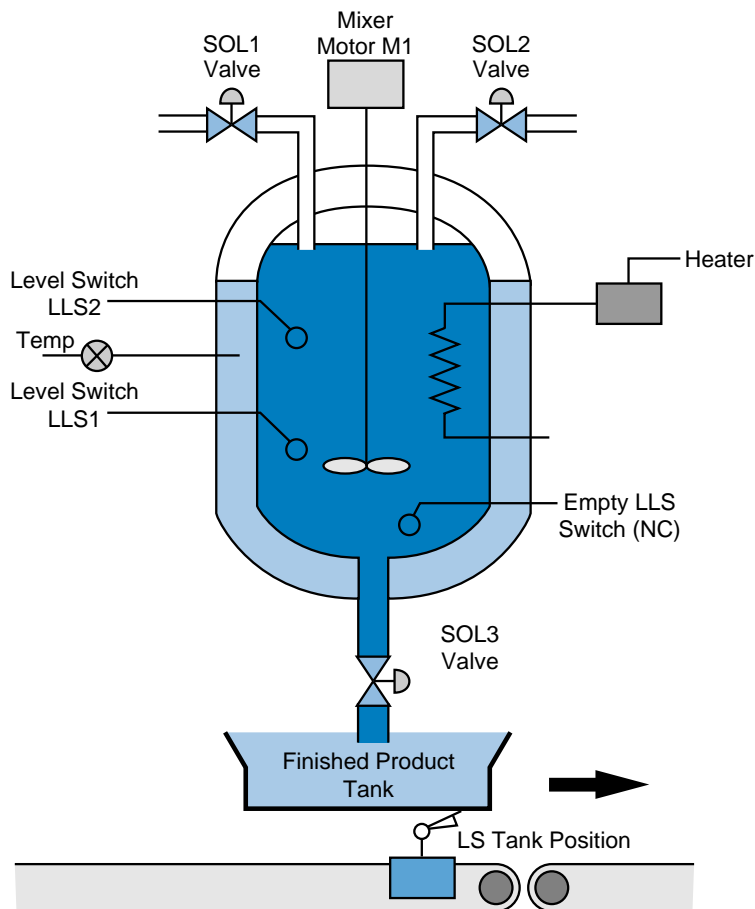 Mixer
Motor M1
SOL1
Valve
SOL2
Valve
Heater
Level Switch
LLS2
Temp
Level Switch
LLS1
Empty LLS
Switch (NC)
SOL3
Valve
Finished Product
Tank
LS Tank Position